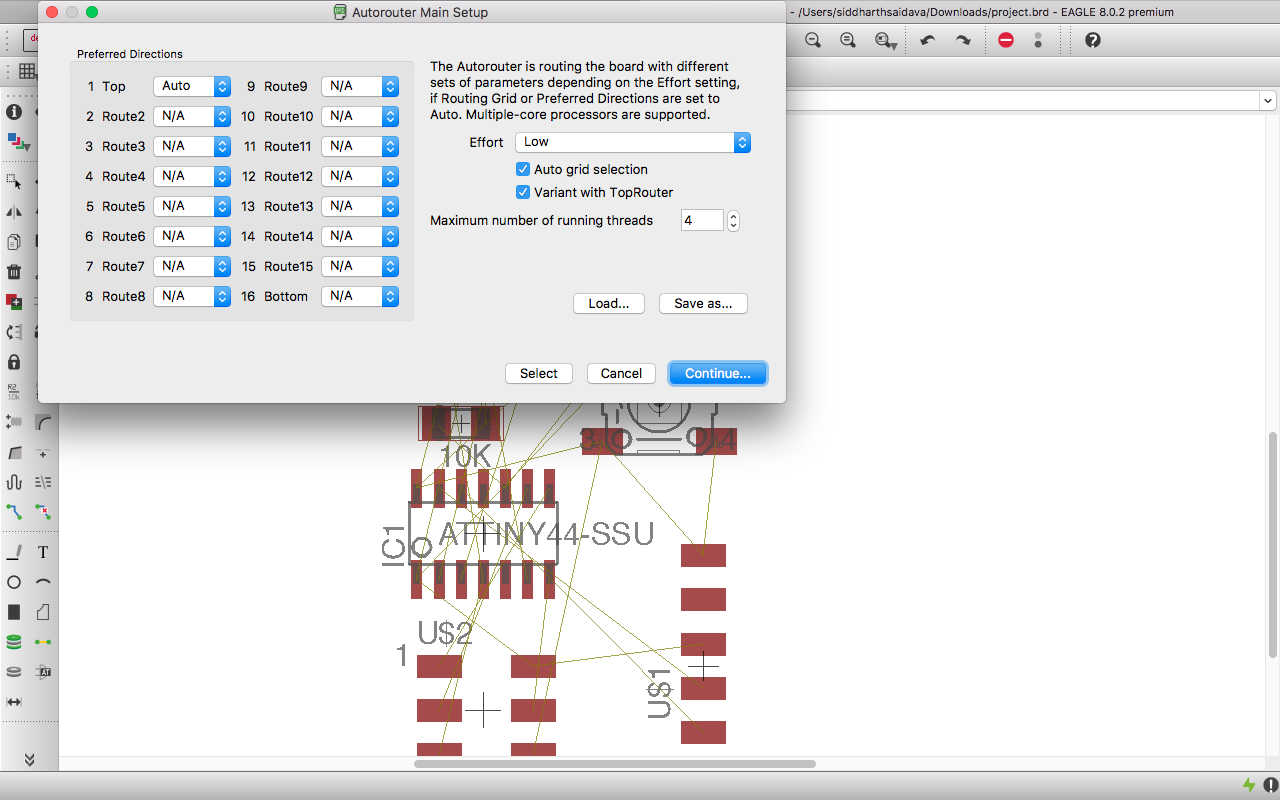 Autorouter Main Setup
- /Users/siddharthsaidava/Downloads/project.brd - EAGLE 8.0.2 premium
Preferred Directions
1 Top Auto 9 Route9 N/A
2 Route2 N/A 10 Route10 N/A
3 Route3 N/A 11 Route11 N/A
4 Route4 N/A 12 Route12 N/A
5 Route5 N/A 13 Route13 N/A
6 Route6 N/A 14 Route14 N/A
7 Route7 N/A 15 Route15 N/A
8 Route8 N/A 16 Bottom N/A
The Autorouter is routing the board with different
sets of parameters depending on the Effort setting,
if Routing Grid or Preferred Directions are set to
Auto. Multiple-core processors are supported.
Effort Low
Auto grid selection
Variant with TopRouter
Maximum number of running threads 4
Load... Save as...
Select Cancel Continue...
R2
10k
T
10K
3 4
IC1
ATTINY44-SSU
U$2
1
U$1